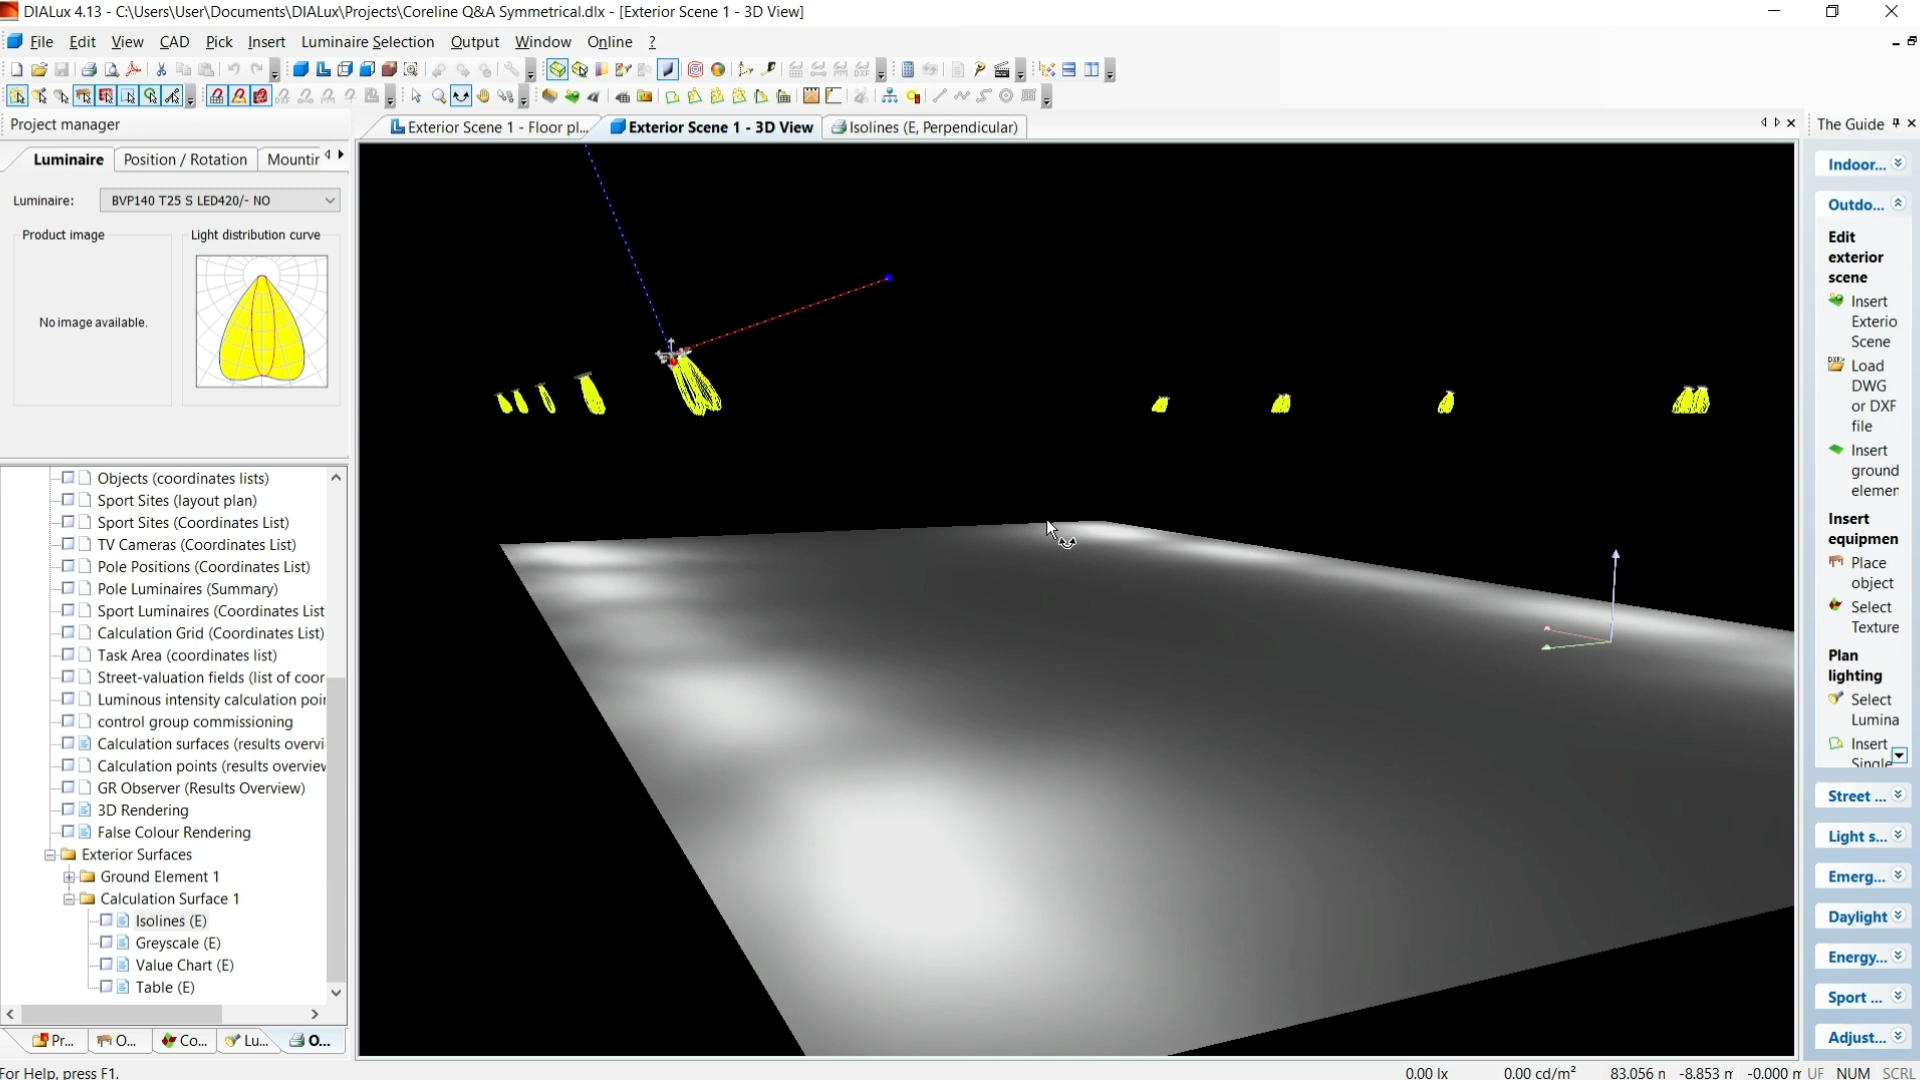 DIALux 4.13 - C:\Users\User\Documents\DIALux\Projects\Coreline Q&A Symmetrical.dlx - [Exterior Scene 1 - 3D View]
File Edit View CAD Pick Insert Luminaire Selection Output Window Online ?
Project manager
Exterior Scene 1 - Floor pl...
Exterior Scene 1 - 3D View
Isolines (E, Perpendicular)
The Guide
Luminaire
Position / Rotation
Mountir
Luminaire:
BVP140 T25 S LED420/- NO
Product image
Light distribution curve
No image available.
Objects (coordinates lists)
Sport Sites (layout plan)
Sport Sites (Coordinates List)
TV Cameras (Coordinates List)
Pole Positions (Coordinates List)
Pole Luminaires (Summary)
Sport Luminaires (Coordinates List
Calculation Grid (Coordinates List)
Task Area (coordinates list)
Street-valuation fields (list of coor
Luminous intensity calculation poi
control group commissioning
Calculation surfaces (results overvi
Calculation points (results overview
GR Observer (Results Overview)
3D Rendering
False Colour Rendering
Exterior Surfaces
Ground Element 1
Calculation Surface 1
Isolines (E)
Greyscale (E)
Value Chart (E)
Table (E)
Pr...
O...
Co...
Lu...
O...
Indoor...
Outdo...
Edit
exterior
scene
Insert
Exterio
Scene
DXF
Load
DWG
or DXF
file
Insert
ground
elemen
Insert
equipmen
Place
object
Select
Texture
Plan
lighting
Select
Lumina
Insert
Single
Street ...
Light s...
Emerg...
Daylight
Energy...
Sport ...
Adjust...
For Help, press F1.
0.00 lx
0.00 cd/m²
83.056 n -8.853 m -0.000 m UF NUM SCRL